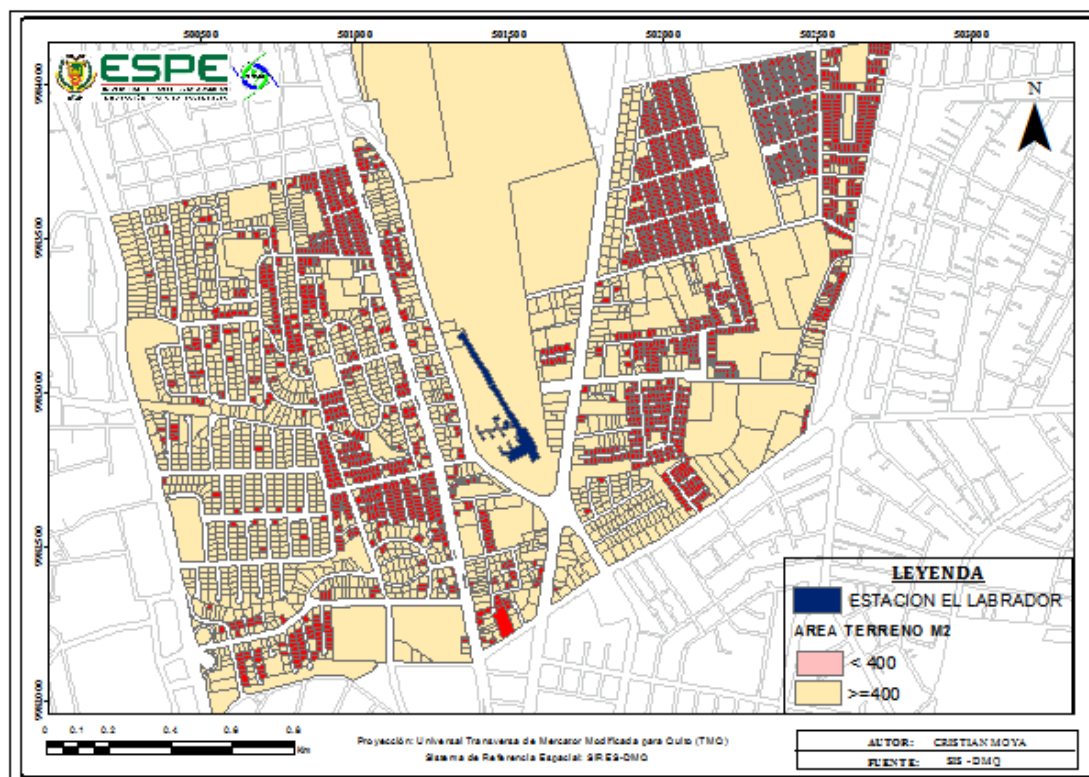 500500 501000 501500 502000 502500 503000
ESPE
N
LEYENDA
ESTACION EL LABRADOR
AREA TERRENO M2
< 400
>=400
0 0.1 0.2 0.4 0.6 0.8
Km
Proyección: Universal Transversa de Mercator Modificada para Quito (TMQ)
Sistema de Referencia Espacial: SIRES-DMQ
AUTOR: CRISTIAN MOYA
FUENTE: SIS - DMQ